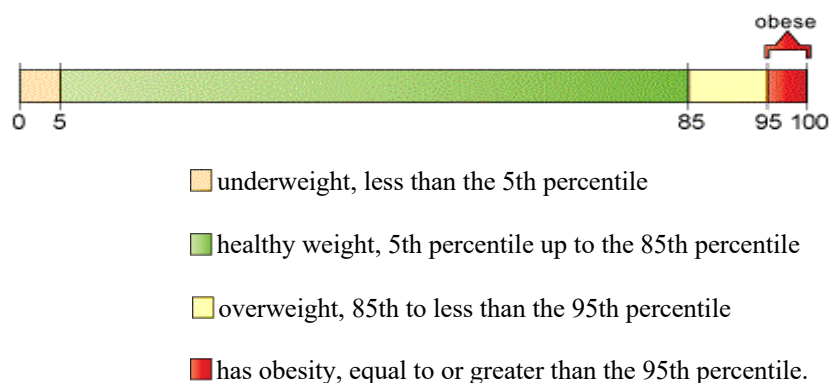 obese
0 5 85 95 100
underweight, less than the 5th percentile
healthy weight, 5th percentile up to the 85th percentile
overweight, 85th to less than the 95th percentile
has obesity, equal to or greater than the 95th percentile.